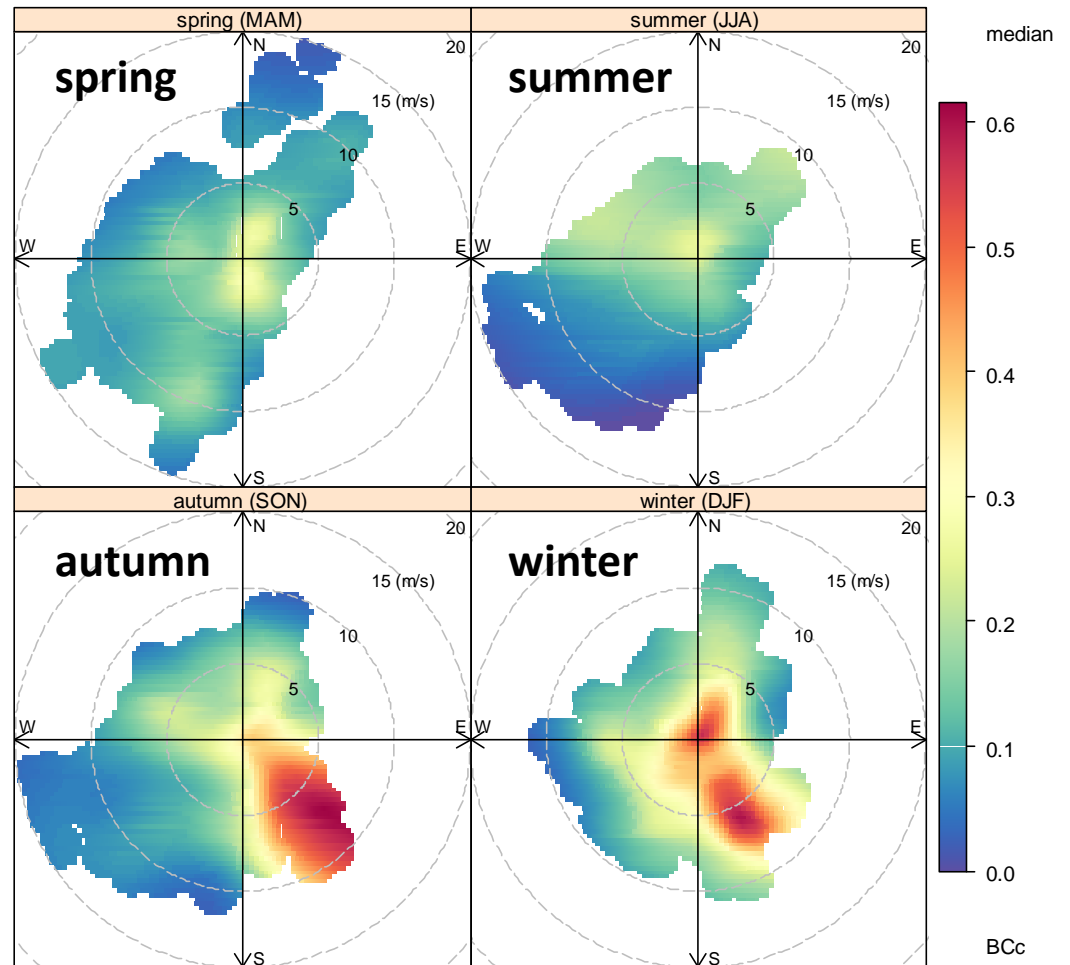 spring (MAM)
summer (JJA)
median
spring
summer
N
20
N
20
15 (m/s)
15 (m/s)
10
10
5
5
W
E
W
E
S
S
autumn (SON)
winter (DJF)
autumn
winter
N
20
N
20
15 (m/s)
15 (m/s)
10
10
5
5
W
E
W
E
S
S
0.6
0.5
0.4
0.3
0.2
0.1
0.0
BCc